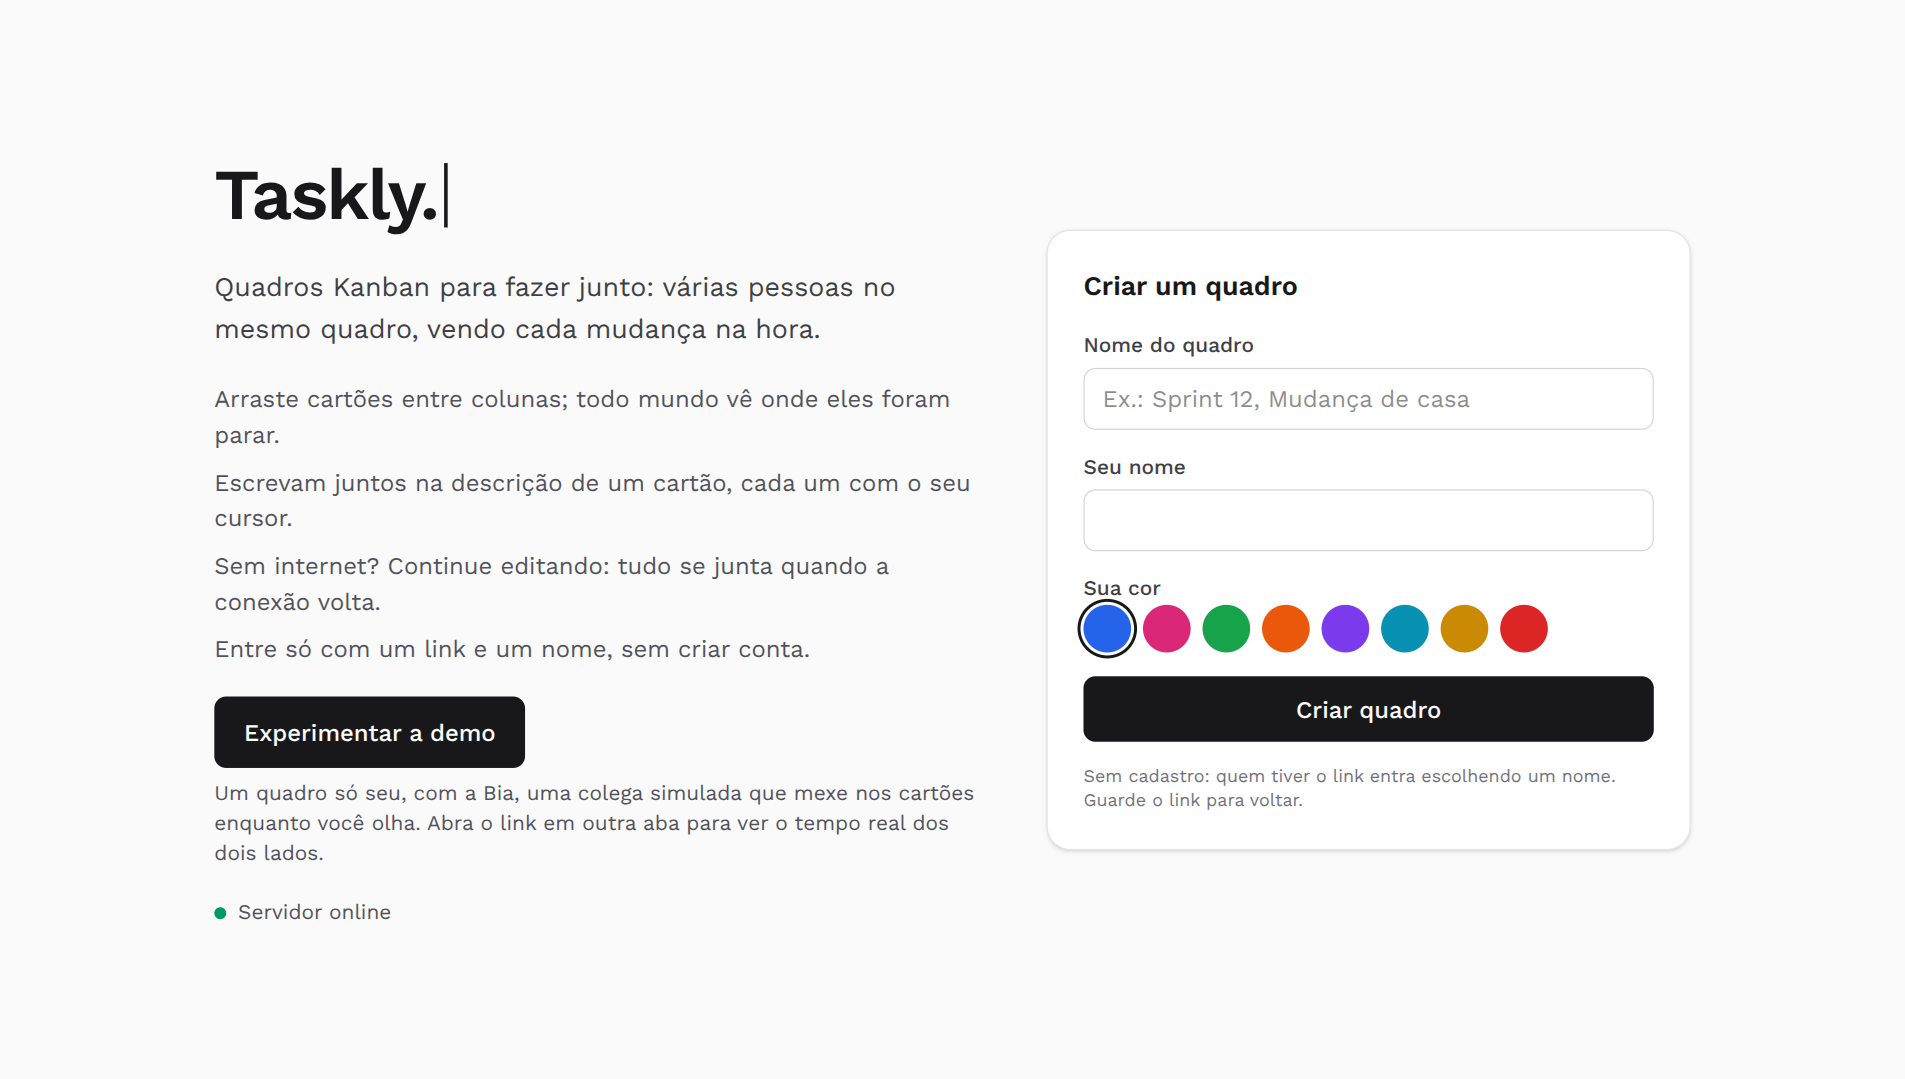 Taskly.
Quadros Kanban para fazer junto: várias pessoas no
mesmo quadro, vendo cada mudança na hora.
Arraste cartões entre colunas; todo mundo vê onde eles foram
parar.
Escrevam juntos na descrição de um cartão, cada um com o seu
cursor.
Sem internet? Continue editando: tudo se junta quando a
conexão volta.
Entre só com um link e um nome, sem criar conta.
Experimentar a demo
Um quadro só seu, com a Bia, uma colega simulada que mexe nos cartões
enquanto você olha. Abra o link em outra aba para ver o tempo real dos
dois lados.
Servidor online
Criar um quadro
Nome do quadro
Ex.: Sprint 12, Mudança de casa
Seu nome
Sua cor
Criar quadro
Sem cadastro: quem tiver o link entra escolhendo um nome.
Guarde o link para voltar.